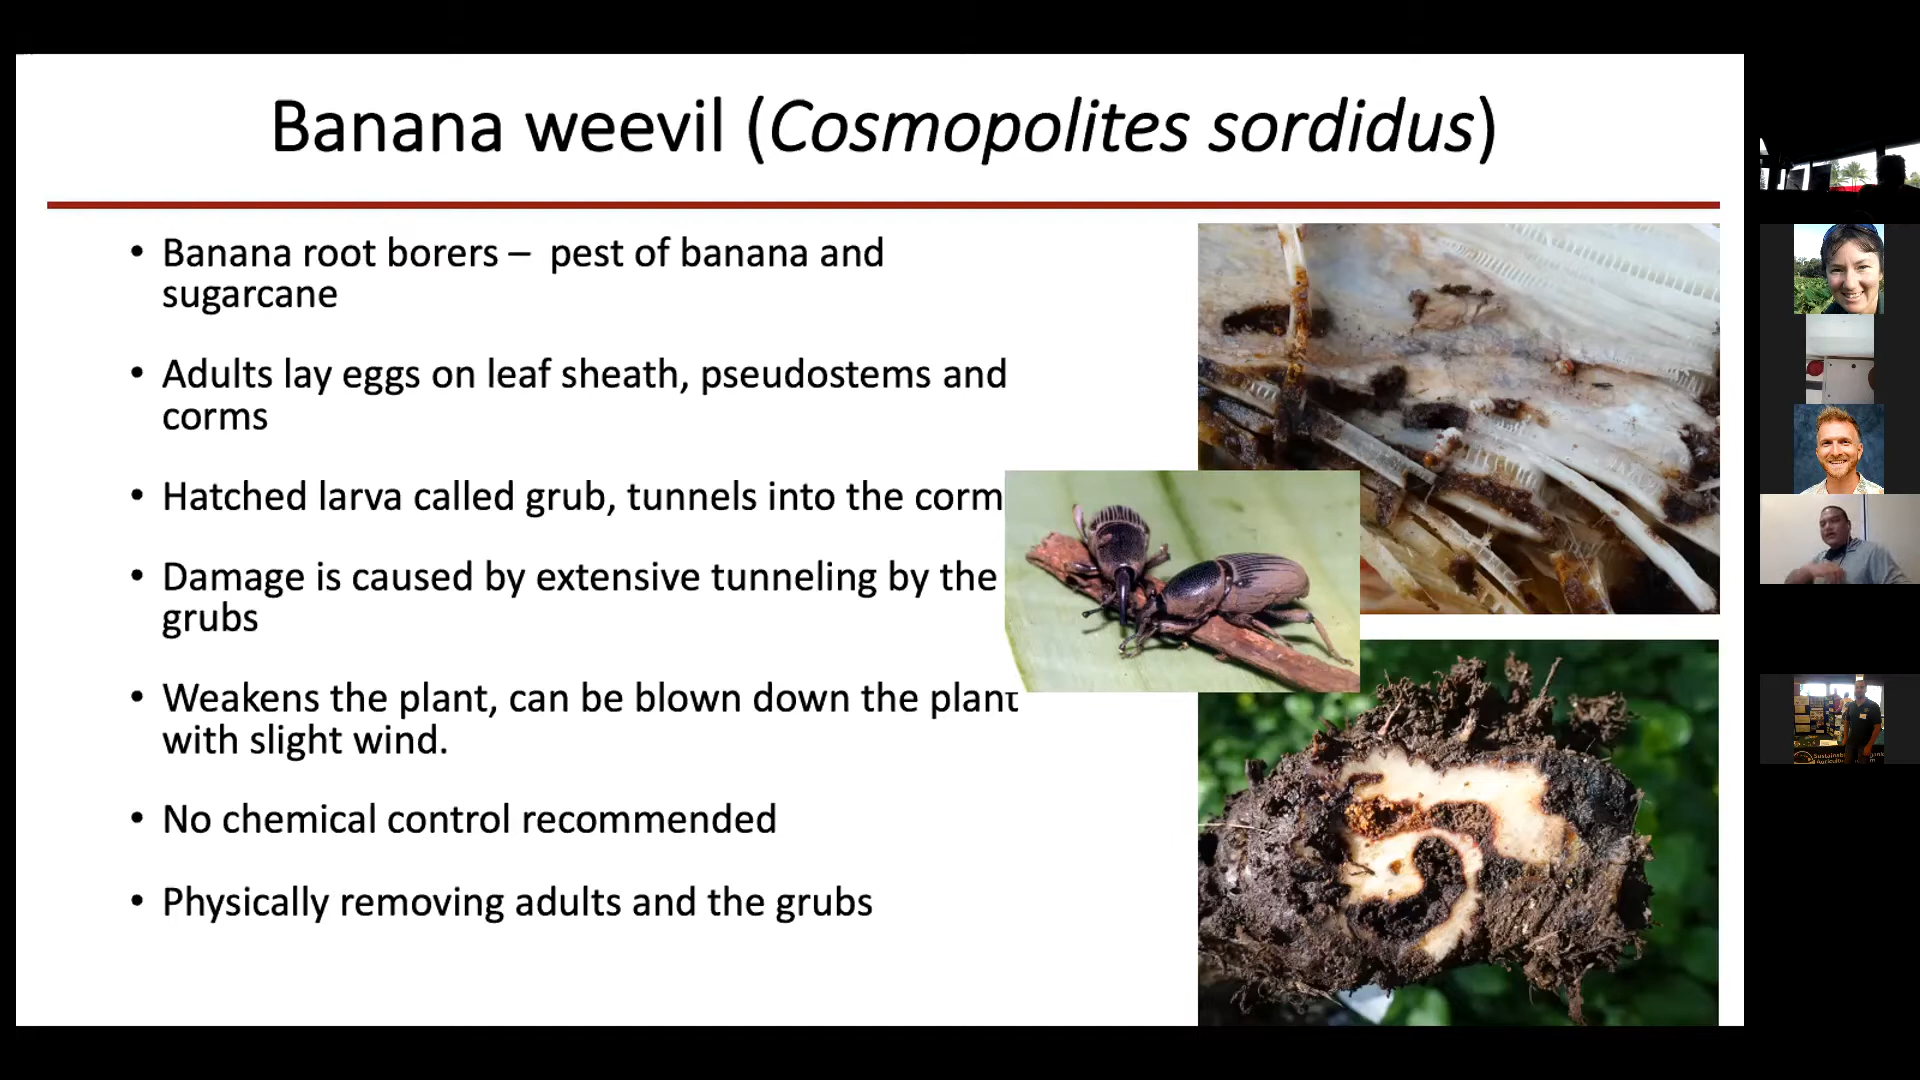 Banana weevil (Cosmopolites sordidus)
• Banana root borers –  pest of banana and
sugarcane
• Adults lay eggs on leaf sheath, pseudostems and
corms
• Hatched larva called grub, tunnels into the corm
• Damage is caused by extensive tunneling by the
grubs
• Weakens the plant, can be blown down the plant
with slight wind.
• No chemical control recommended
• Physically removing adults and the grubs